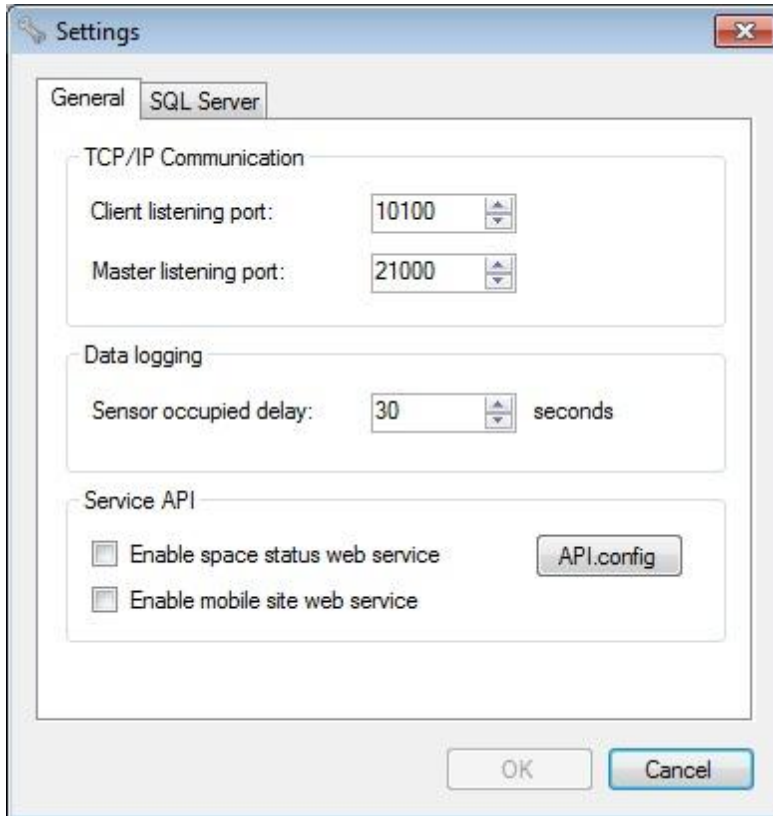 Settings
General SQL Server
TCP/IP Communication
Client listening port: 10100
Master listening port: 21000
Data logging
Sensor occupied delay: 30 seconds
Service API
Enable space status web service API.config
Enable mobile site web service
OK Cancel